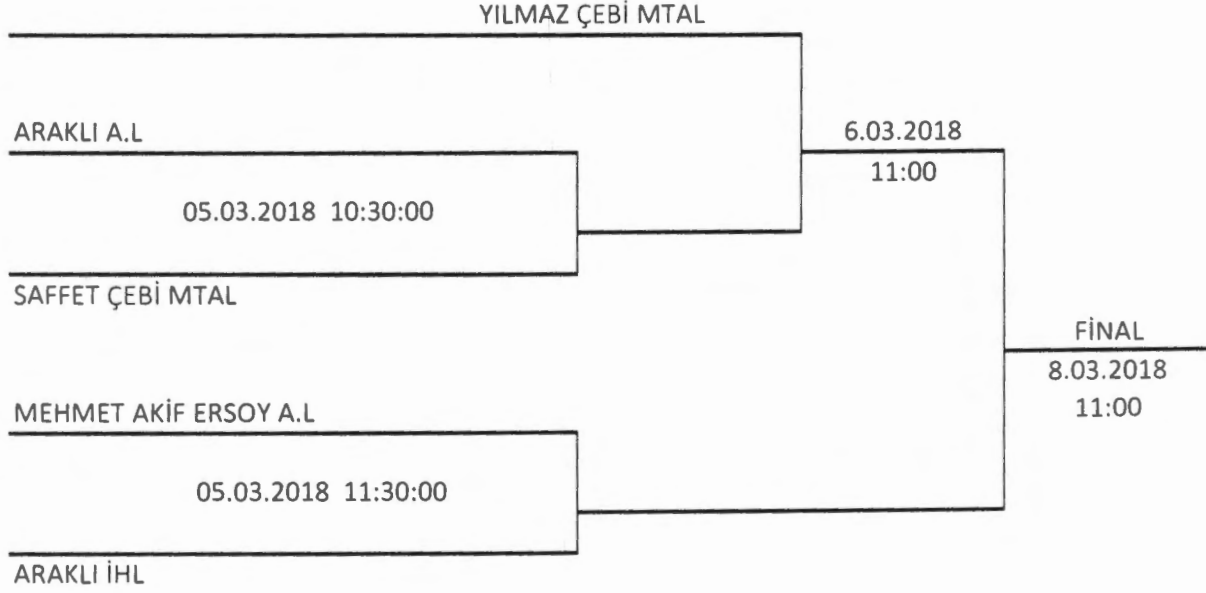 YILMAZ ÇEBİ MTAL
ARAKLI A.L
6.03.2018
11:00
05.03.2018 10:30:00
SAFFET ÇEBİ MTAL
FİNAL
8.03.2018
11:00
MEHMET AKİF ERSOY A.L
05.03.2018 11:30:00
ARAKLI İHL